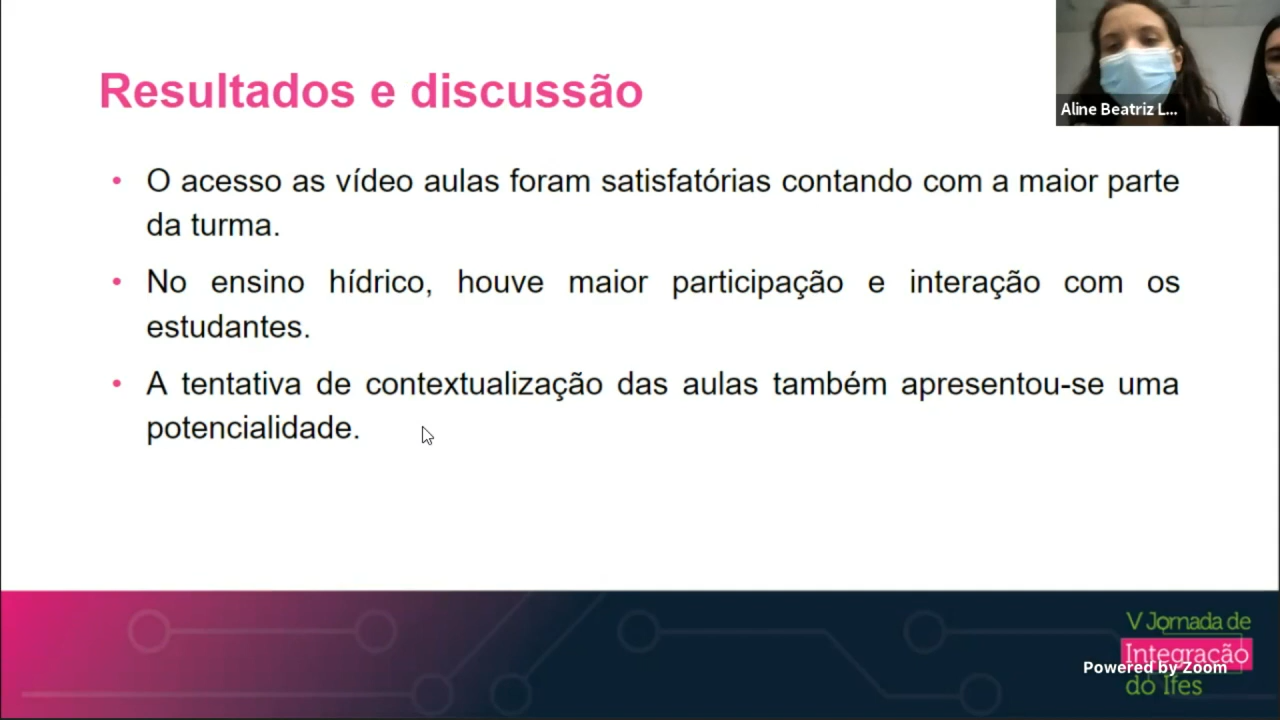 Resultados e discussão
Aline Beatriz L...
• O acesso as vídeo aulas foram satisfatórias contando com a maior parte
da turma.
• No ensino hídrico, houve maior participação e interação com os
estudantes.
• A tentativa de contextualização das aulas também apresentou-se uma
potencialidade.
V Jornada de
Integração
Powered by Zoom
do Ifes